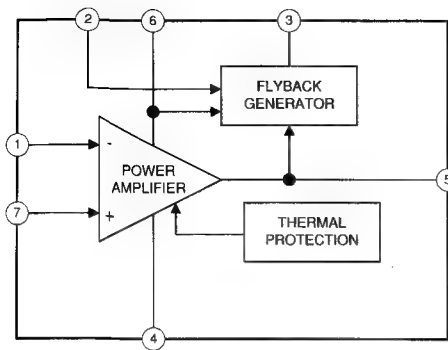 2
6
3
FLYBACK
GENERATOR
1
-
POWER
AMPLIFIER
5
7
+
THERMAL
PROTECTION
4